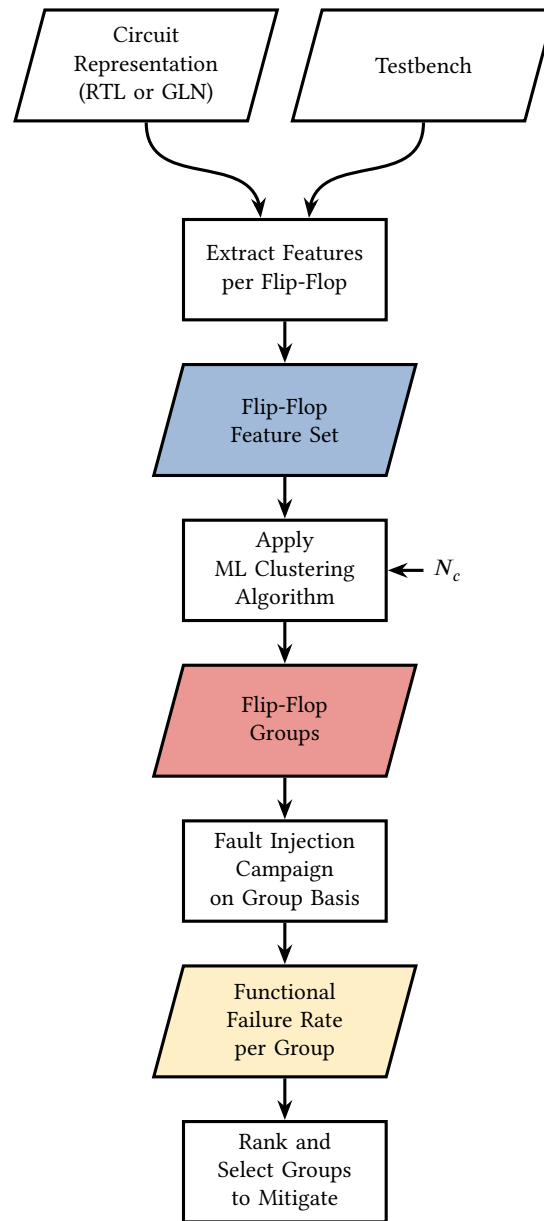 Circuit
Representation
(RTL or GLN)
Testbench
Extract Features
per Flip-Flop
Flip-Flop
Feature Set
Apply
ML Clustering
Algorithm
N_c
Flip-Flop
Groups
Fault Injection
Campaign
on Group Basis
Functional
Failure Rate
per Group
Rank and
Select Groups
to Mitigate